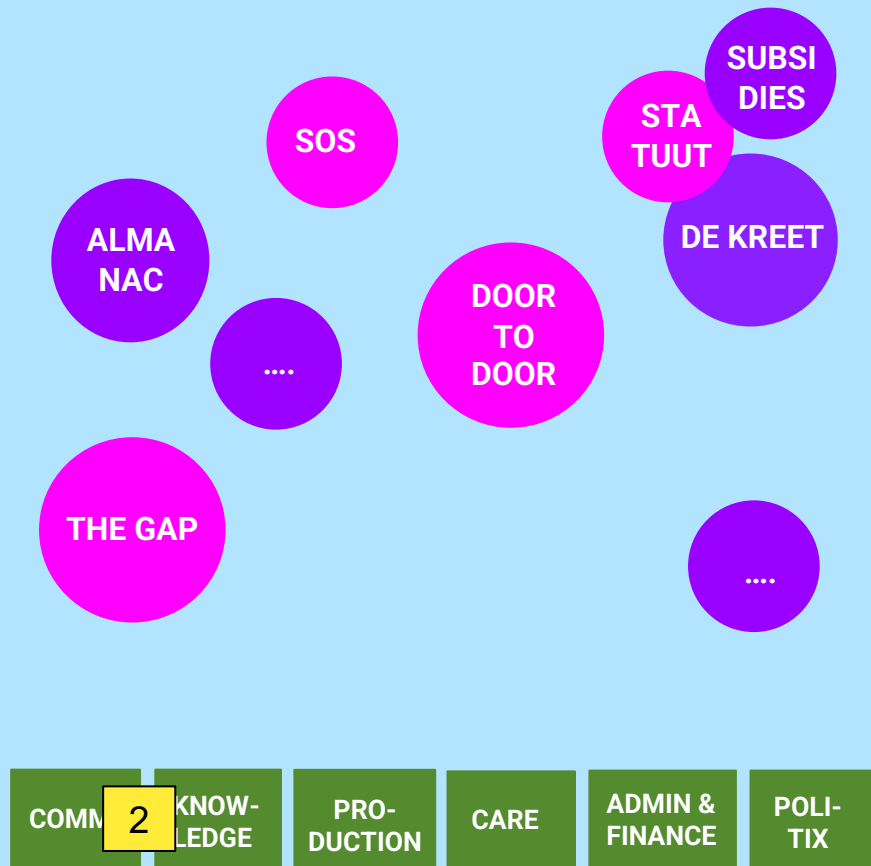 SUBSI
DIES
STA
TUUT
SOS
DE KREET
ALMA
NAC
DOOR
TO
DOOR
....
THE GAP
....
COMM
2
KNOW-
LEDGE
PRO-
DUCTION
CARE
ADMIN &
FINANCE
POLI-
TIX